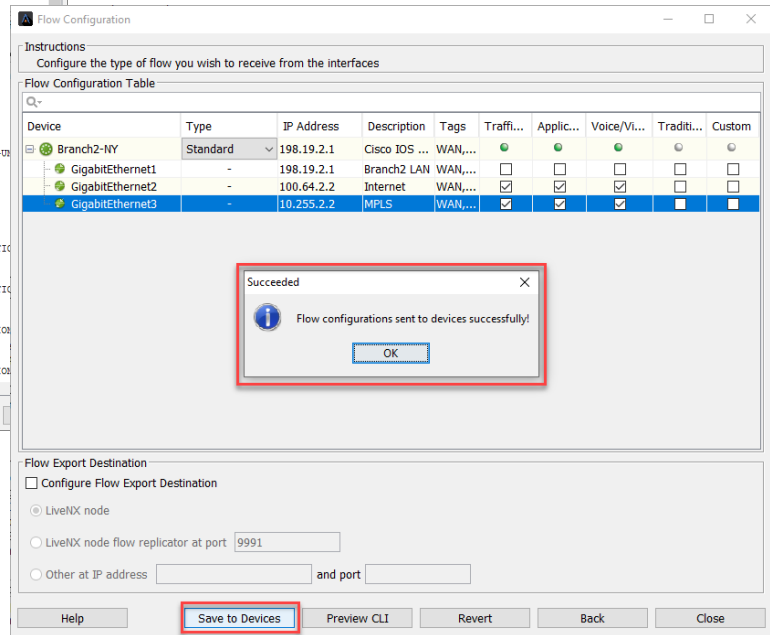 Flow Configuration
Instructions
Configure the type of flow you wish to receive from the interfaces
Flow Configuration Table
Device Type IP Address Description Tags Traffi... Applic... Voice/Vi... Traditi... Custom
Branch2-NY Standard 198.19.2.1 Cisco IOS ... WAN,...
GigabitEthernet1 - 198.19.2.1 Branch2 LAN WAN,...
GigabitEthernet2 - 100.64.2.2 Internet WAN,...
GigabitEthernet3 - 10.255.2.2 MPLS WAN,...
Succeeded
Flow configurations sent to devices successfully!
OK
Flow Export Destination
Configure Flow Export Destination
LiveNX node
LiveNX node flow replicator at port 9991
Other at IP address and port
Help Save to Devices Preview CLI Revert Back Close